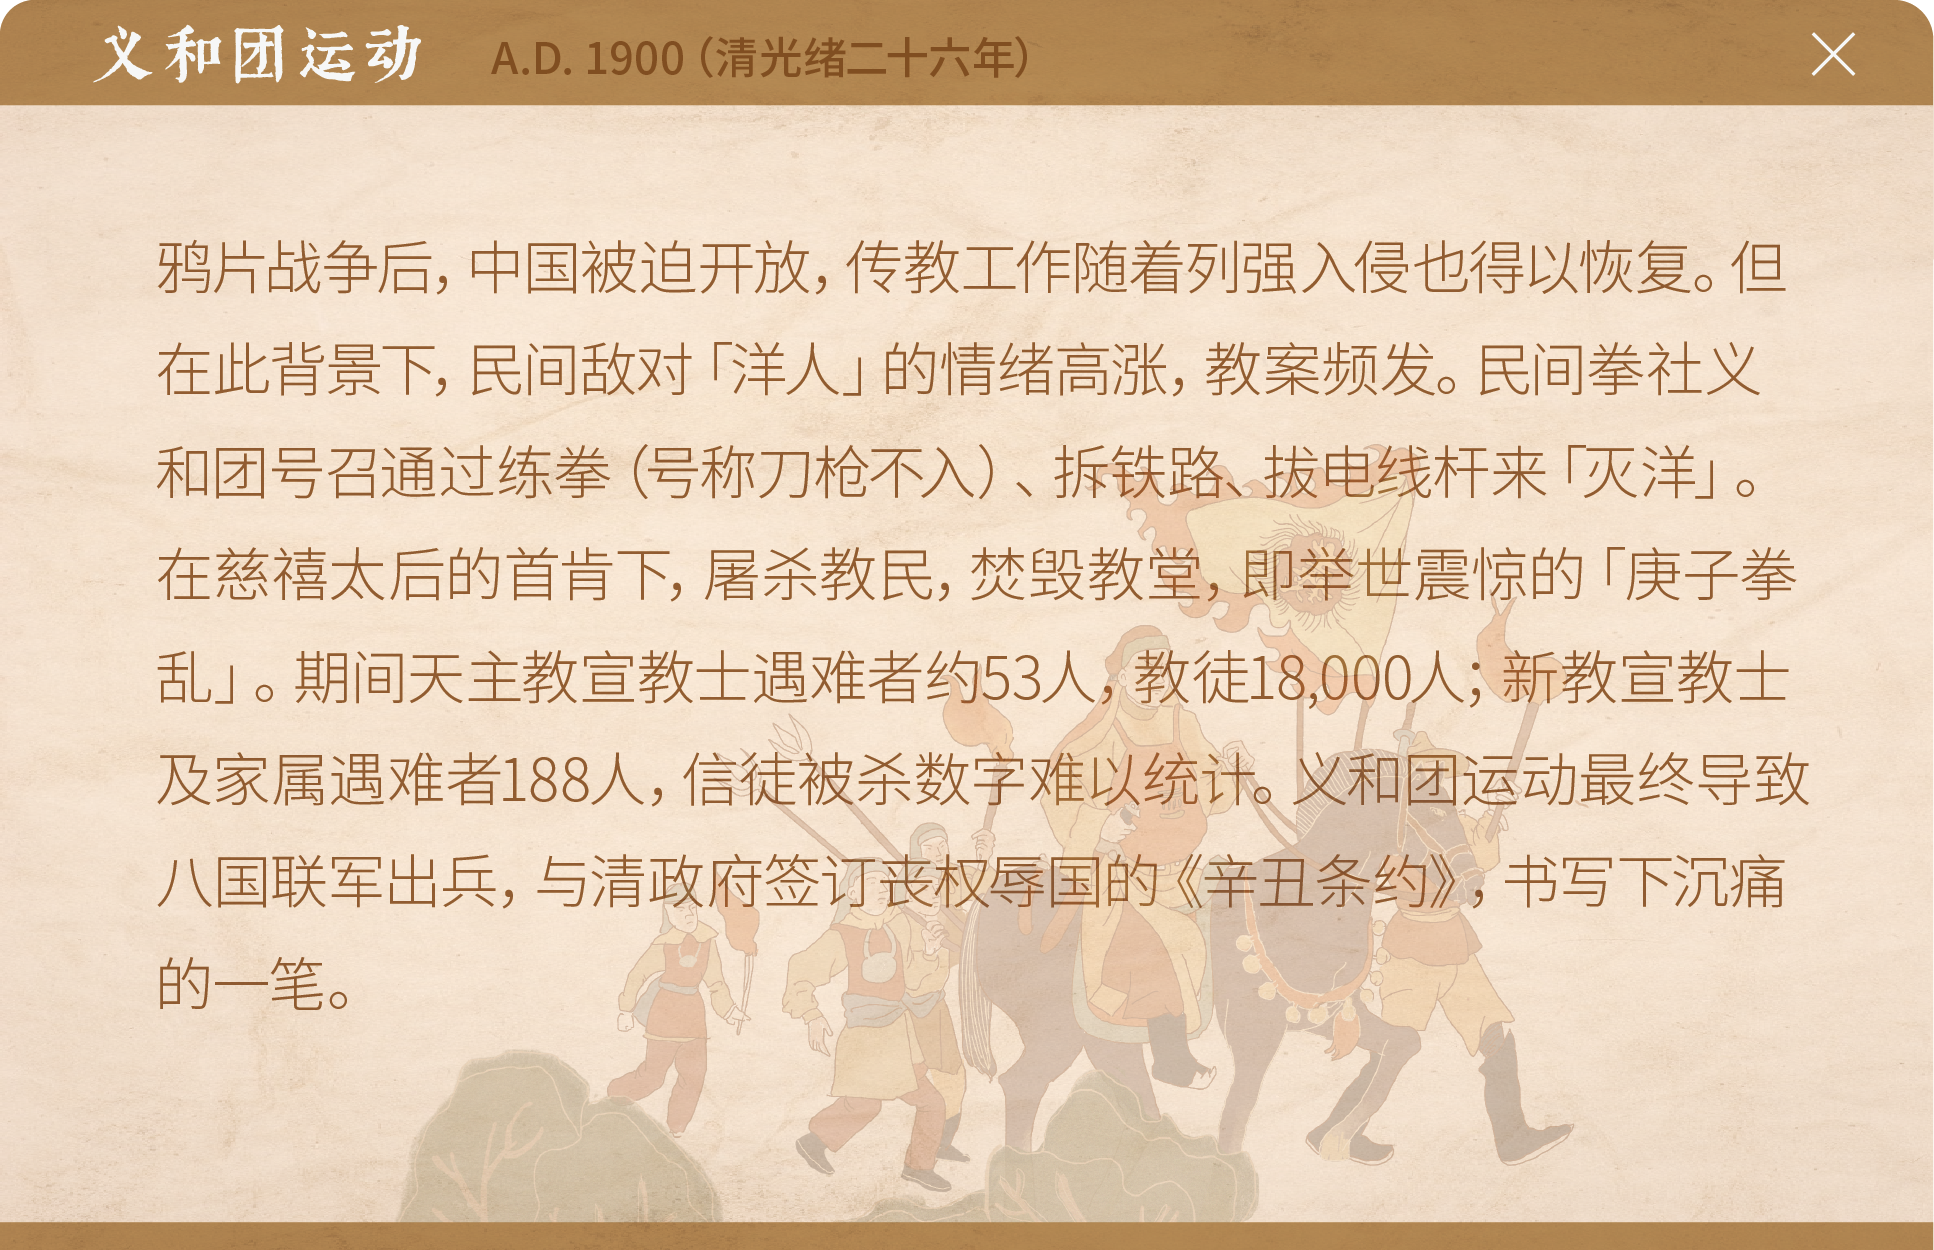 义和团运动 A.D. 1900（清光绪二十六年）
鸦片战争后，中国被迫开放，传教工作随着列强入侵也得以恢复。但
在此背景下，民间敌对「洋人」的情绪高涨，教案频发。民间拳社义
和团号召通过练拳（号称刀枪不入）、拆铁路、拔电线杆来「灭洋」。
在慈禧太后的首肯下，屠杀教民，焚毁教堂，即举世震惊的「庚子拳
乱」。期间天主教宣教士遇难者约53人，教徒18,000人；新教宣教士
及家属遇难者188人，信徒被杀数字难以统计。义和团运动最终导致
八国联军出兵，与清政府签订丧权辱国的《辛丑条约》，书写下沉痛
的一笔。